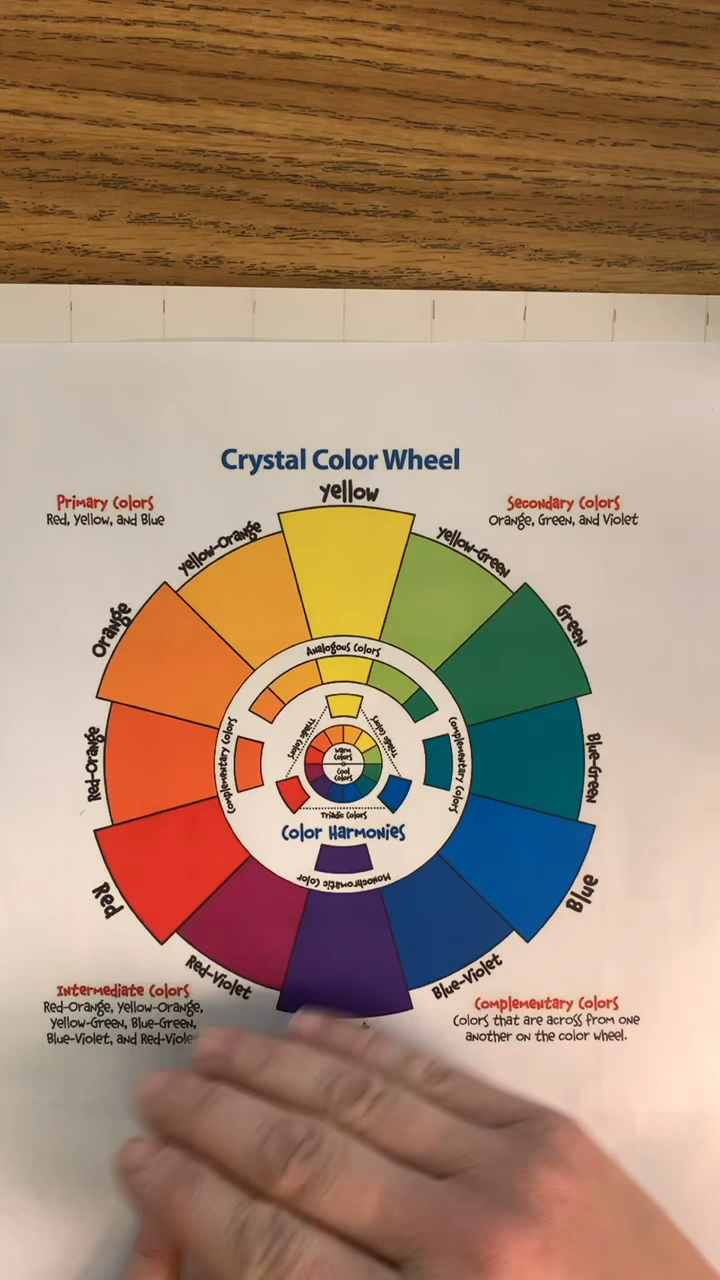 Crystal Color Wheel
Primary Colors
Red, Yellow, and Blue
Secondary Colors
Orange, Green, and Violet
Yellow
Yellow-Orange
Yellow-Green
Orange
Green
Red-Orange
Blue-Green
Red
Blue
Red-Violet
Blue-Violet
Analogous Colors
Complementary Colors
Complementary Colors
Triadic Colors
Triadic Colors
Warm
Colors
Cool
Colors
Triadic Colors
Color Harmonies
Monochromatic Color
Intermediate Colors
Red-Orange, Yellow-Orange,
Yellow-Green, Blue-Green,
Blue-Violet, and
Complementary Colors
Colors that are across from one
another on the color wheel.